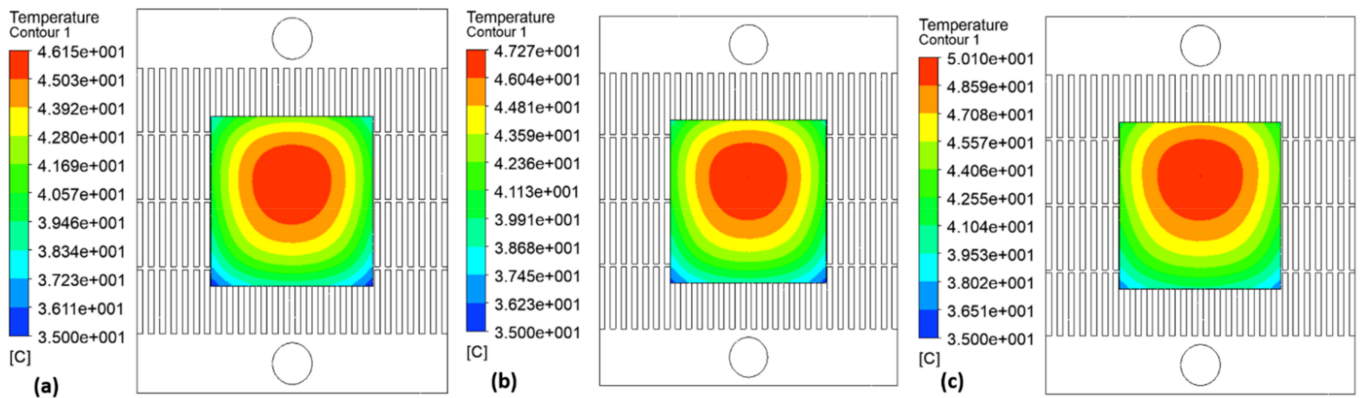 Temperature
Contour 1
4.615e+001
4.503e+001
4.392e+001
4.280e+001
4.169e+001
4.057e+001
3.946e+001
3.834e+001
3.723e+001
3.611e+001
3.500e+001
[C]
(a)
Temperature
Contour 1
4.727e+001
4.604e+001
4.481e+001
4.359e+001
4.236e+001
4.113e+001
3.991e+001
3.868e+001
3.745e+001
3.623e+001
3.500e+001
[C]
(b)
Temperature
Contour 1
5.010e+001
4.859e+001
4.708e+001
4.557e+001
4.406e+001
4.255e+001
4.104e+001
3.953e+001
3.802e+001
3.651e+001
3.500e+001
[C]
(c)